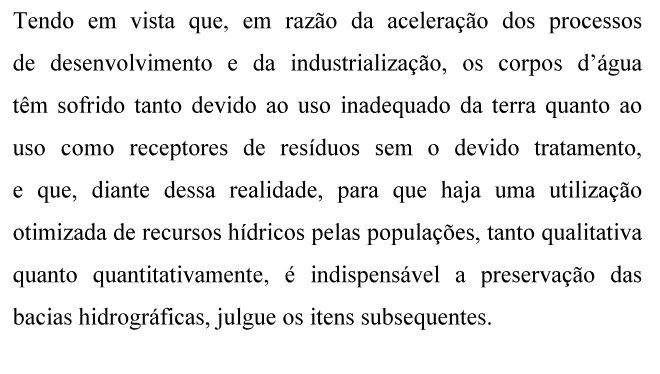 Tendo em vista que, em razão da aceleração dos processos
de desenvolvimento e da industrialização, os corpos d’água
têm sofrido tanto devido ao uso inadequado da terra quanto ao
uso como receptores de resíduos sem o devido tratamento,
e que, diante dessa realidade, para que haja uma utilização
otimizada de recursos hídricos pelas populações, tanto qualitativa
quanto quantitativamente, é indispensável a preservação das
bacias hidrográficas, julgue os itens subsequentes.